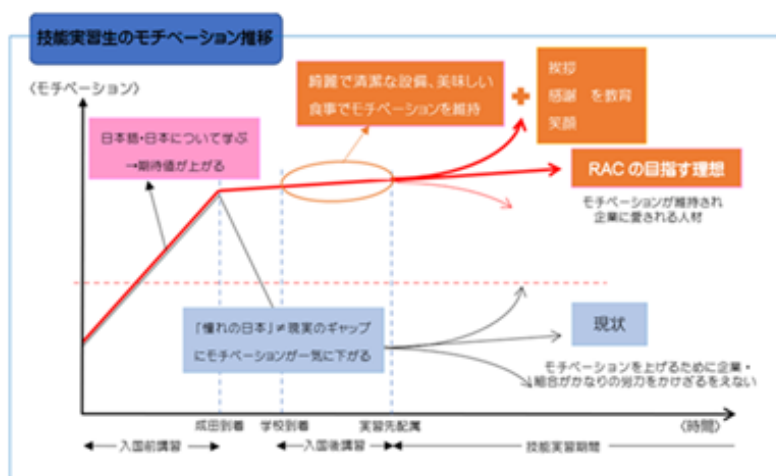 技能実習生のモチベーション推移
〈モチベーション〉
日本語・日本について学ぶ
→期待値が上がる
綺麗で清潔な設備、美味しい
食事でモチベーションを維持
+
挨拶
感謝 を教育
笑顔
RACの目指す理想
モチベーションが維持され
企業に愛される人材
「憧れの日本」≠現実のギャップ
にモチベーションが一気に下がる
現状
モチベーションを上げるために企業・
組合がかなりの労力をかけざるをえない
成田到着
学校到着
実習先配属
〈時間〉
入国前講習
入国後講習
技能実習期間